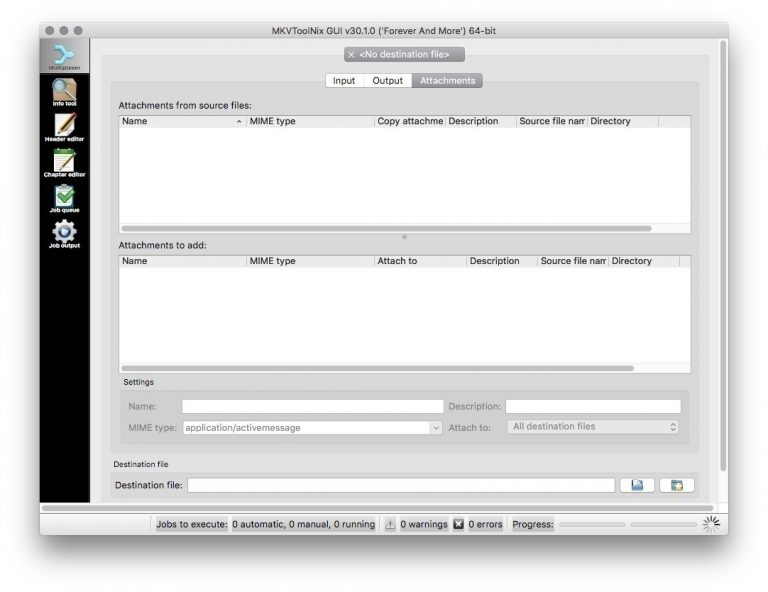 MKVToolNix GUI v30.1.0 ('Forever And More') 64-bit
Multiplexer
Info tool
Header editor
Chapter editor
Job queue
Job output
× <No destination file>
Input Output Attachments
Attachments from source files:
Name MIME type Copy attachme Description Source file nam Directory
Attachments to add:
Name MIME type Attach to Description Source file nam Directory
Settings
Name: Description:
MIME type: application/activemessage Attach to: All destination files
Destination file
Destination file:
Jobs to execute: 0 automatic, 0 manual, 0 running 0 warnings 0 errors Progress: